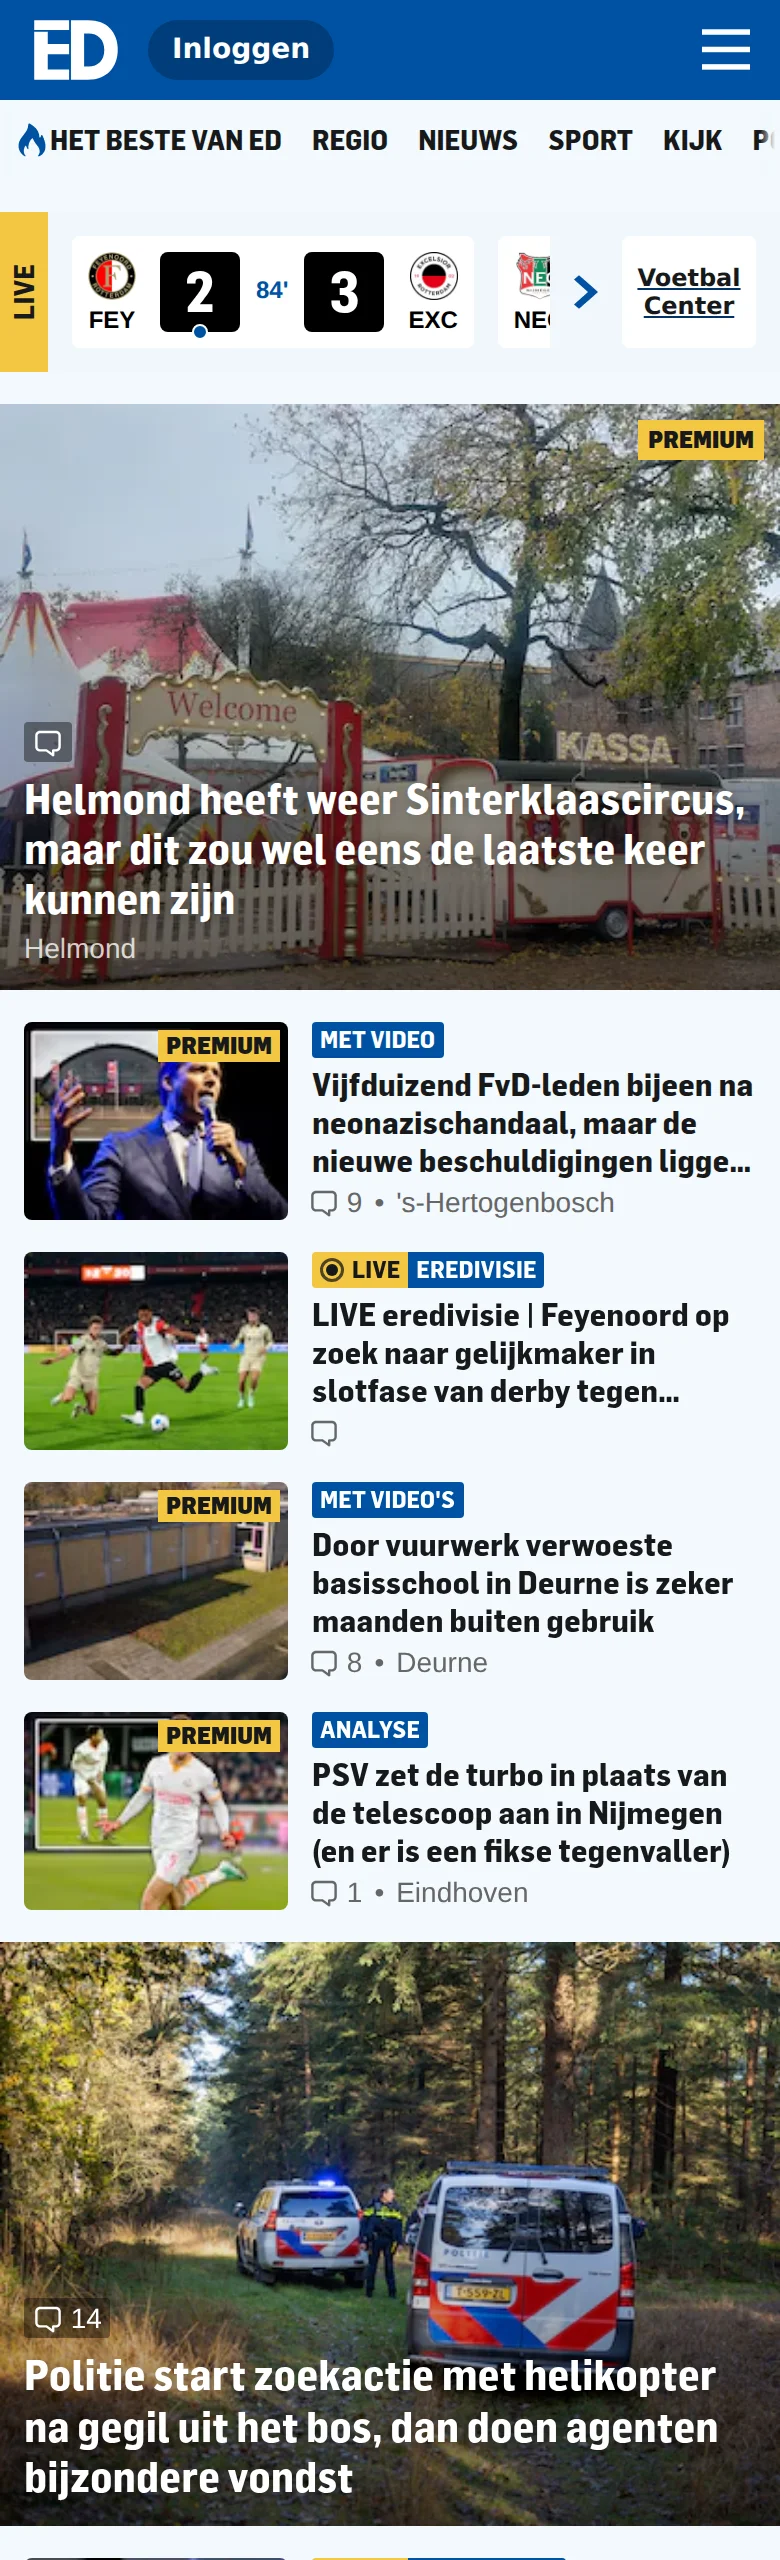 ED Inloggen
HET BESTE VAN ED REGIO NIEUWS SPORT KIJK
LIVE
FEY 2 84' 3 EXC
Voetbal
Center
PREMIUM
Welcome
KASSA
Helmond heeft weer Sinterklaascircus,
maar dit zou wel eens de laatste keer
kunnen zijn
Helmond
PREMIUM
MET VIDEO
Vijfduizend FvD-leden bijeen na
neonazischandaal, maar de
nieuwe beschuldigingen ligge...
9 • 's-Hertogenbosch
LIVE EREDIVISIE
LIVE eredivisie | Feyenoord op
zoek naar gelijkmaker in
slotfase van derby tegen...
PREMIUM
MET VIDEO'S
Door vuurwerk verwoeste
basisschool in Deurne is zeker
maanden buiten gebruik
8 • Deurne
PREMIUM
ANALYSE
PSV zet de turbo in plaats van
de telescoop aan in Nijmegen
(en er is een fikse tegenvaller)
1 • Eindhoven
POLITIE
14
Politie start zoekactie met helikopter
na gegil uit het bos, dan doen agenten
bijzondere vondst